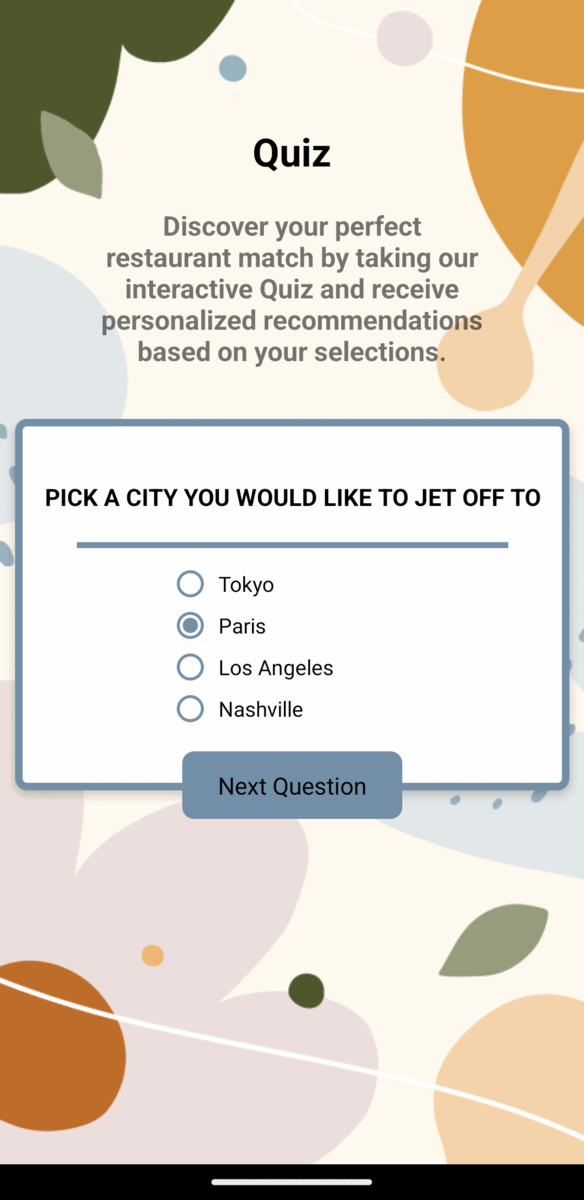 Quiz
Discover your perfect
restaurant match by taking our
interactive Quiz and receive
personalized recommendations
based on your selections.
PICK A CITY YOU WOULD LIKE TO JET OFF TO
Tokyo
Paris
Los Angeles
Nashville
Next Question